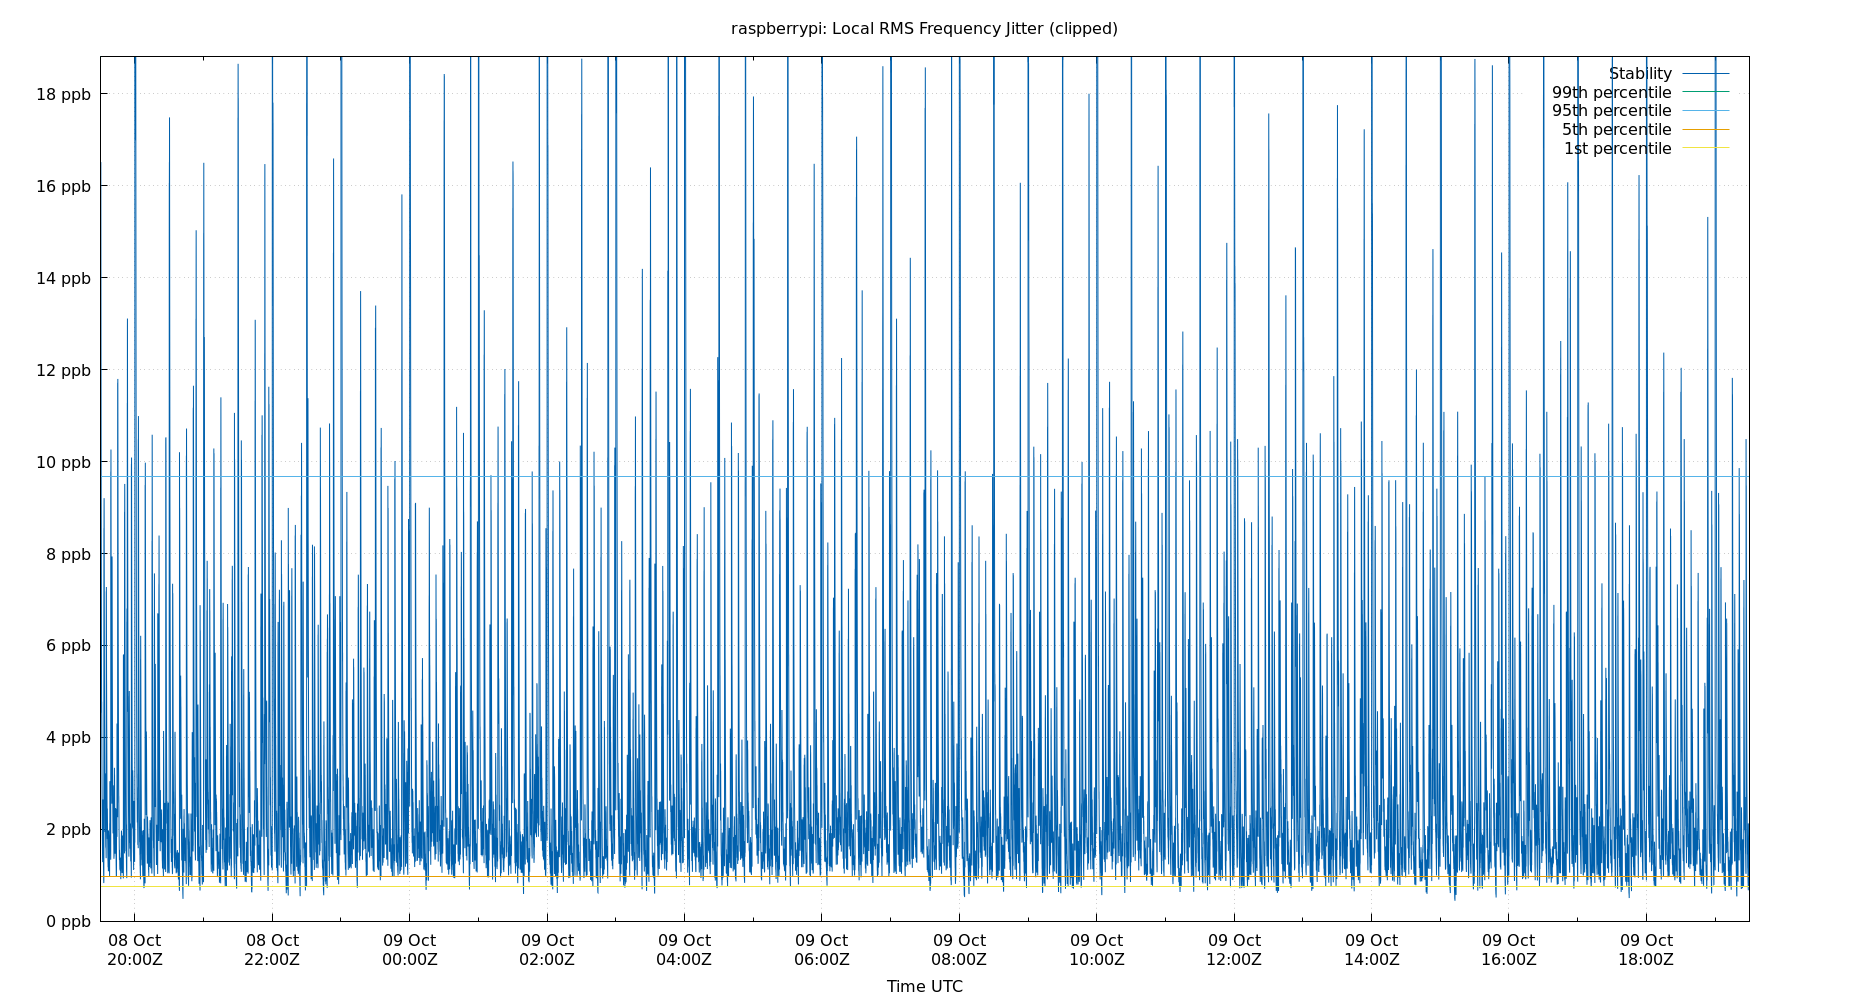 raspberrypi: Local RMS Frequency Jitter (clipped)
Stability
99th percentile
95th percentile
5th percentile
1st percentile
18 ppb
16 ppb
14 ppb
12 ppb
10 ppb
8 ppb
6 ppb
4 ppb
2 ppb
0 ppb
08 Oct 08 Oct 09 Oct 09 Oct 09 Oct 09 Oct 09 Oct 09 Oct 09 Oct 09 Oct 09 Oct 09 Oct
20:00Z 22:00Z 00:00Z 02:00Z 04:00Z 06:00Z 08:00Z 10:00Z 12:00Z 14:00Z 16:00Z 18:00Z
Time UTC